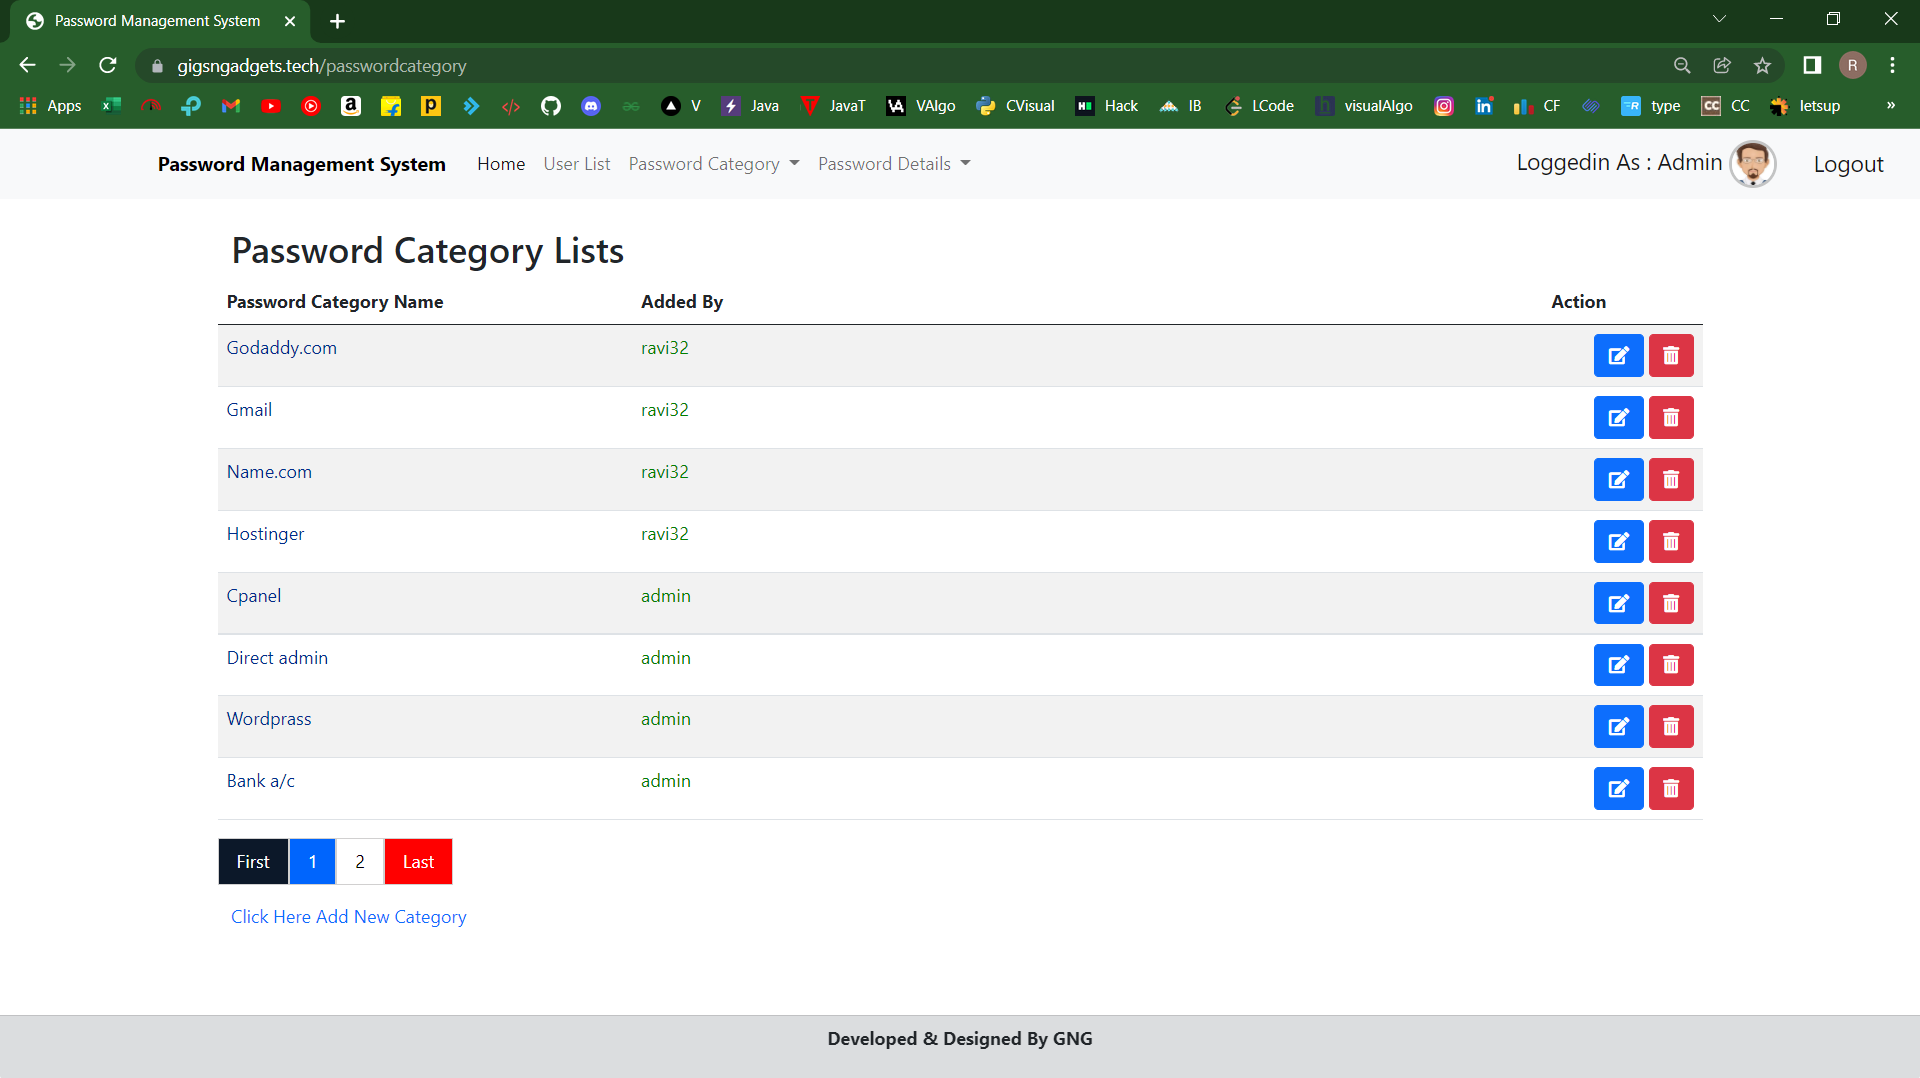 Password Management System
gigsngadgets.tech/passwordcategory
R
Apps V Java JavaT VAlgo CVisual Hack IB LCode visualAlgo CF type CC letsup »
Password Management System Home User List Password Category Password Details Loggedin As : Admin Logout
Password Category Lists
Password Category Name Added By Action
Godaddy.com ravi32
Gmail ravi32
Name.com ravi32
Hostinger ravi32
Cpanel admin
Direct admin admin
Wordprass admin
Bank a/c admin
First 1 2 Last
Click Here Add New Category
Developed & Designed By GNG